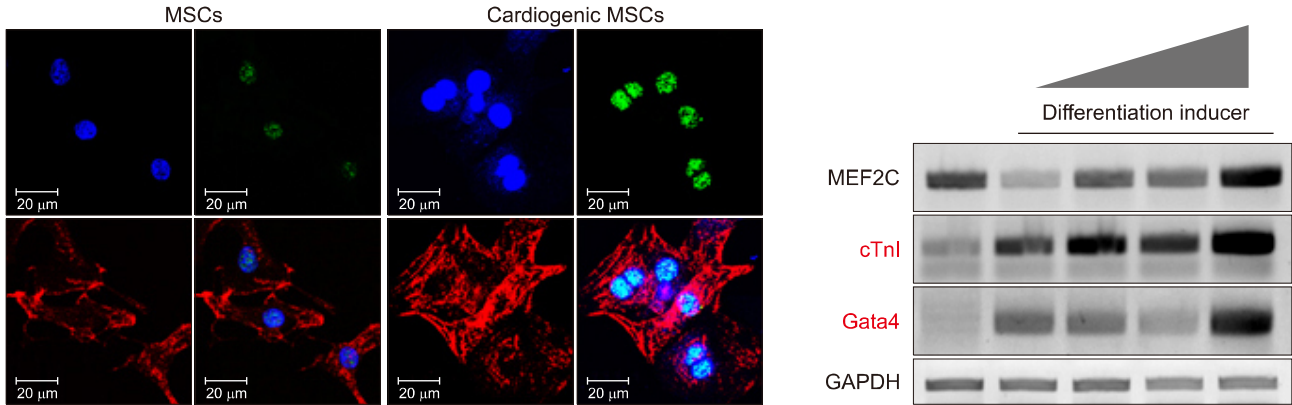 MSCs
Cardiogenic MSCs
20 μm
20 μm
20 μm
20 μm
20 μm
20 μm
20 μm
20 μm
Differentiation inducer
MEF2C
cTnI
Gata4
GAPDH